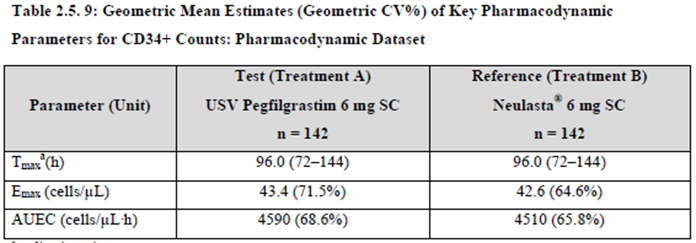 Table 2.5. 9: Geometric Mean Estimates (Geometric CV%) of Key Pharmacodynamic
Parameters for CD34+ Counts: Pharmacodynamic Dataset
Parameter (Unit) Test (Treatment A) USV Pegfilgrastim 6 mg SC n = 142 Reference (Treatment B) Neulasta® 6 mg SC n = 142
Tmaxª(h) 96.0 (72–144) 96.0 (72–144)
Emax (cells/µL) 43.4 (71.5%) 42.6 (64.6%)
AUEC (cells/µL·h) 4590 (68.6%) 4510 (65.8%)